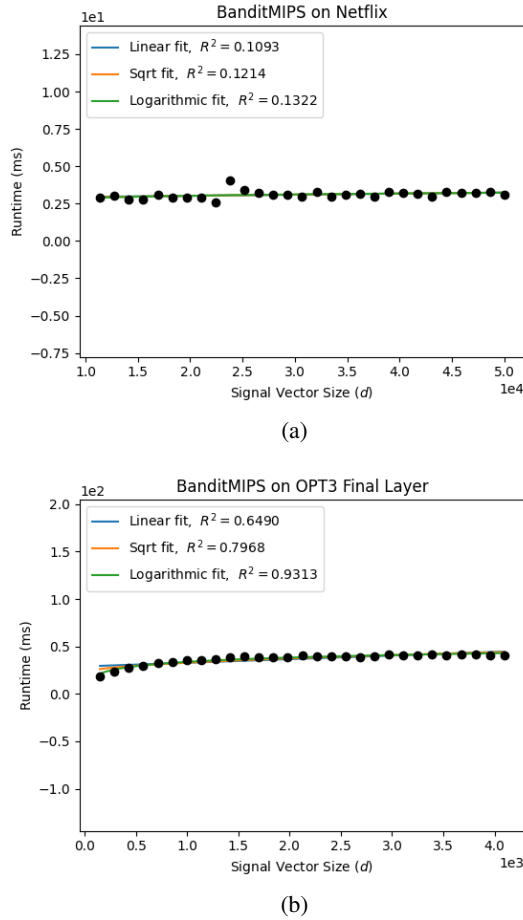 BanditMIPS on Netflix
1e1
Linear fit, R² = 0.1093
Sqrt fit, R² = 0.1214
Logarithmic fit, R² = 0.1322
1.25
1.00
0.75
0.50
0.25
0.00
−0.25
−0.50
−0.75
Runtime (ms)
1.0 1.5 2.0 2.5 3.0 3.5 4.0 4.5 5.0
1e4
Signal Vector Size (d)
(a)
BanditMIPS on OPT3 Final Layer
1e2
Linear fit, R² = 0.6490
Sqrt fit, R² = 0.7968
Logarithmic fit, R² = 0.9313
2.0
1.5
1.0
0.5
0.0
−0.5
−1.0
Runtime (ms)
0.0 0.5 1.0 1.5 2.0 2.5 3.0 3.5 4.0
1e3
Signal Vector Size (d)
(b)